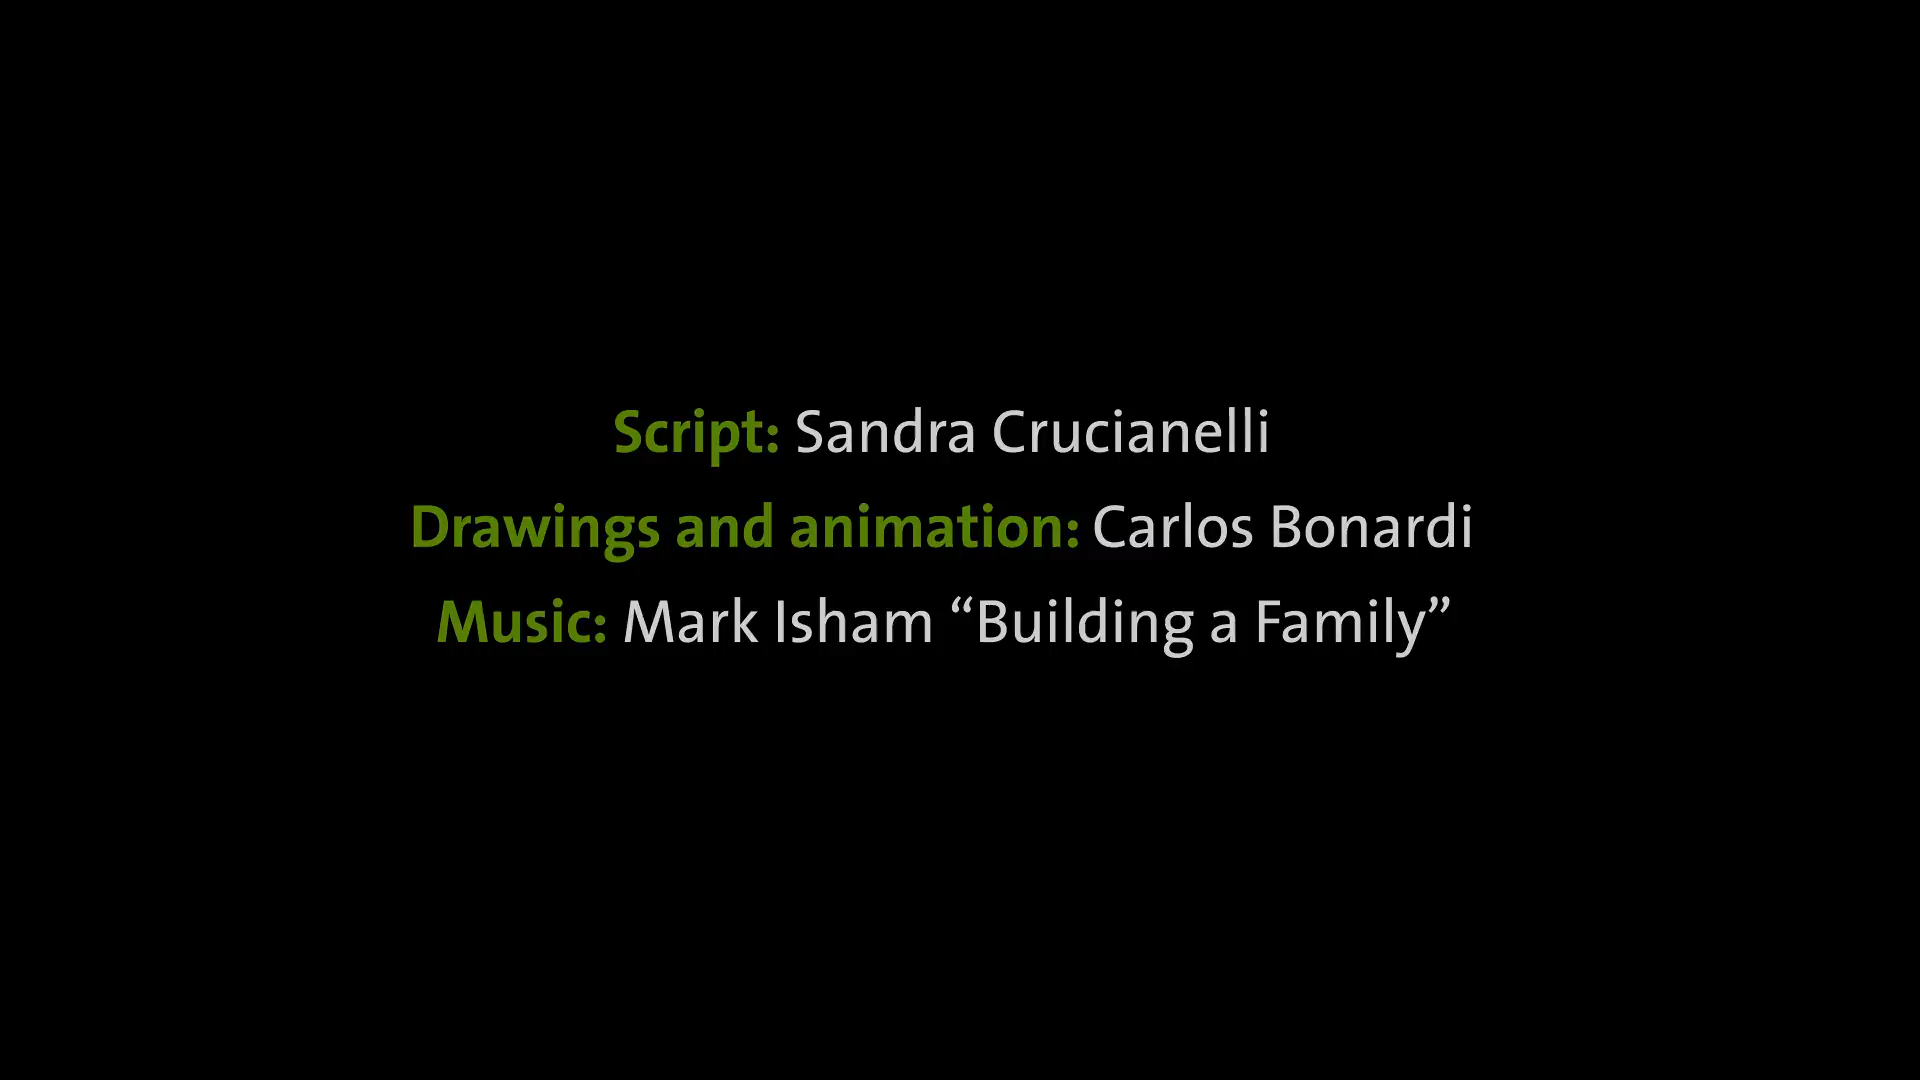 Script: Sandra Crucianelli
Drawings and animation: Carlos Bonardi
Music: Mark Isham “Building a Family”